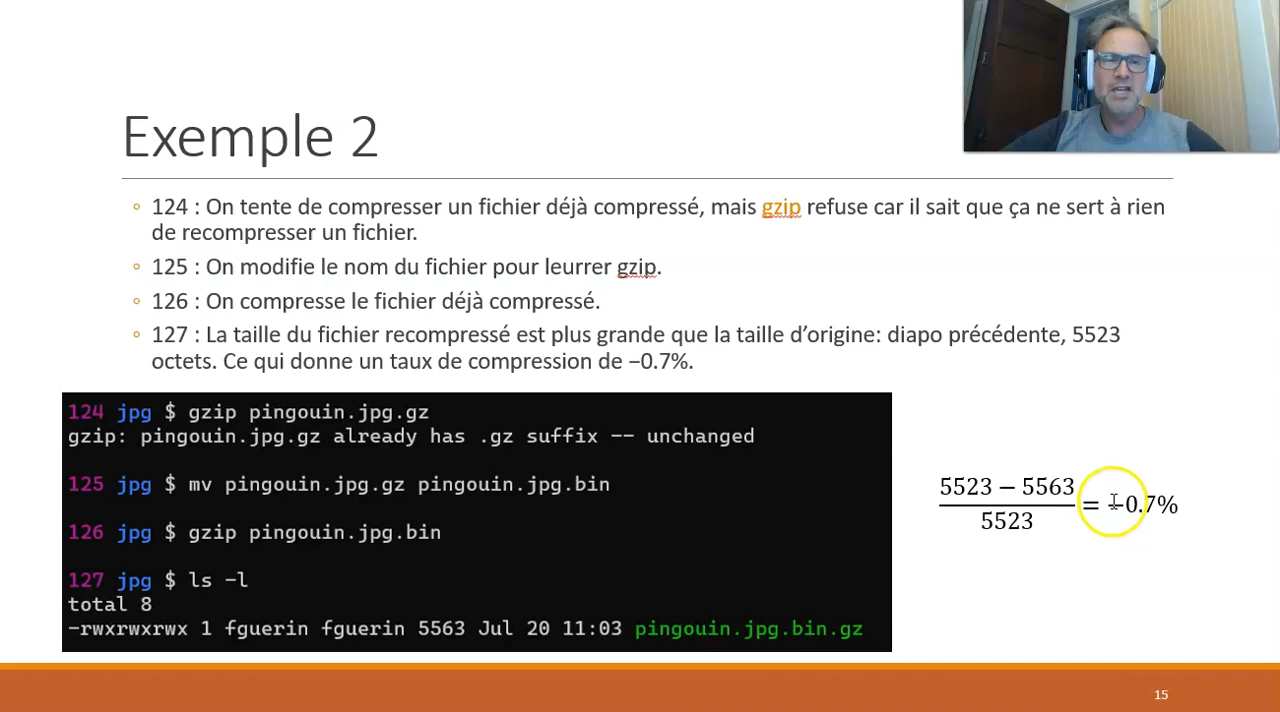 Exemple 2
◦ 124 : On tente de compresser un fichier déjà compressé, mais gzip refuse car il sait que ça ne sert à rien
de recompresser un fichier.
◦ 125 : On modifie le nom du fichier pour leurrer gzip.
◦ 126 : On compresse le fichier déjà compressé.
◦ 127 : La taille du fichier recompressé est plus grande que la taille d’origine: diapo précédente, 5523
octets. Ce qui donne un taux de compression de −0.7%.
124 jpg $ gzip pingouin.jpg.gz
gzip: pingouin.jpg.gz already has .gz suffix -- unchanged
125 jpg $ mv pingouin.jpg.gz pingouin.jpg.bin
126 jpg $ gzip pingouin.jpg.bin
127 jpg $ ls -l
total 8
-rwxrwxrwx 1 fguerin fguerin 5563 Jul 20 11:03 pingouin.jpg.bin.gz
5523 − 5563
5523
= −0.7%
15